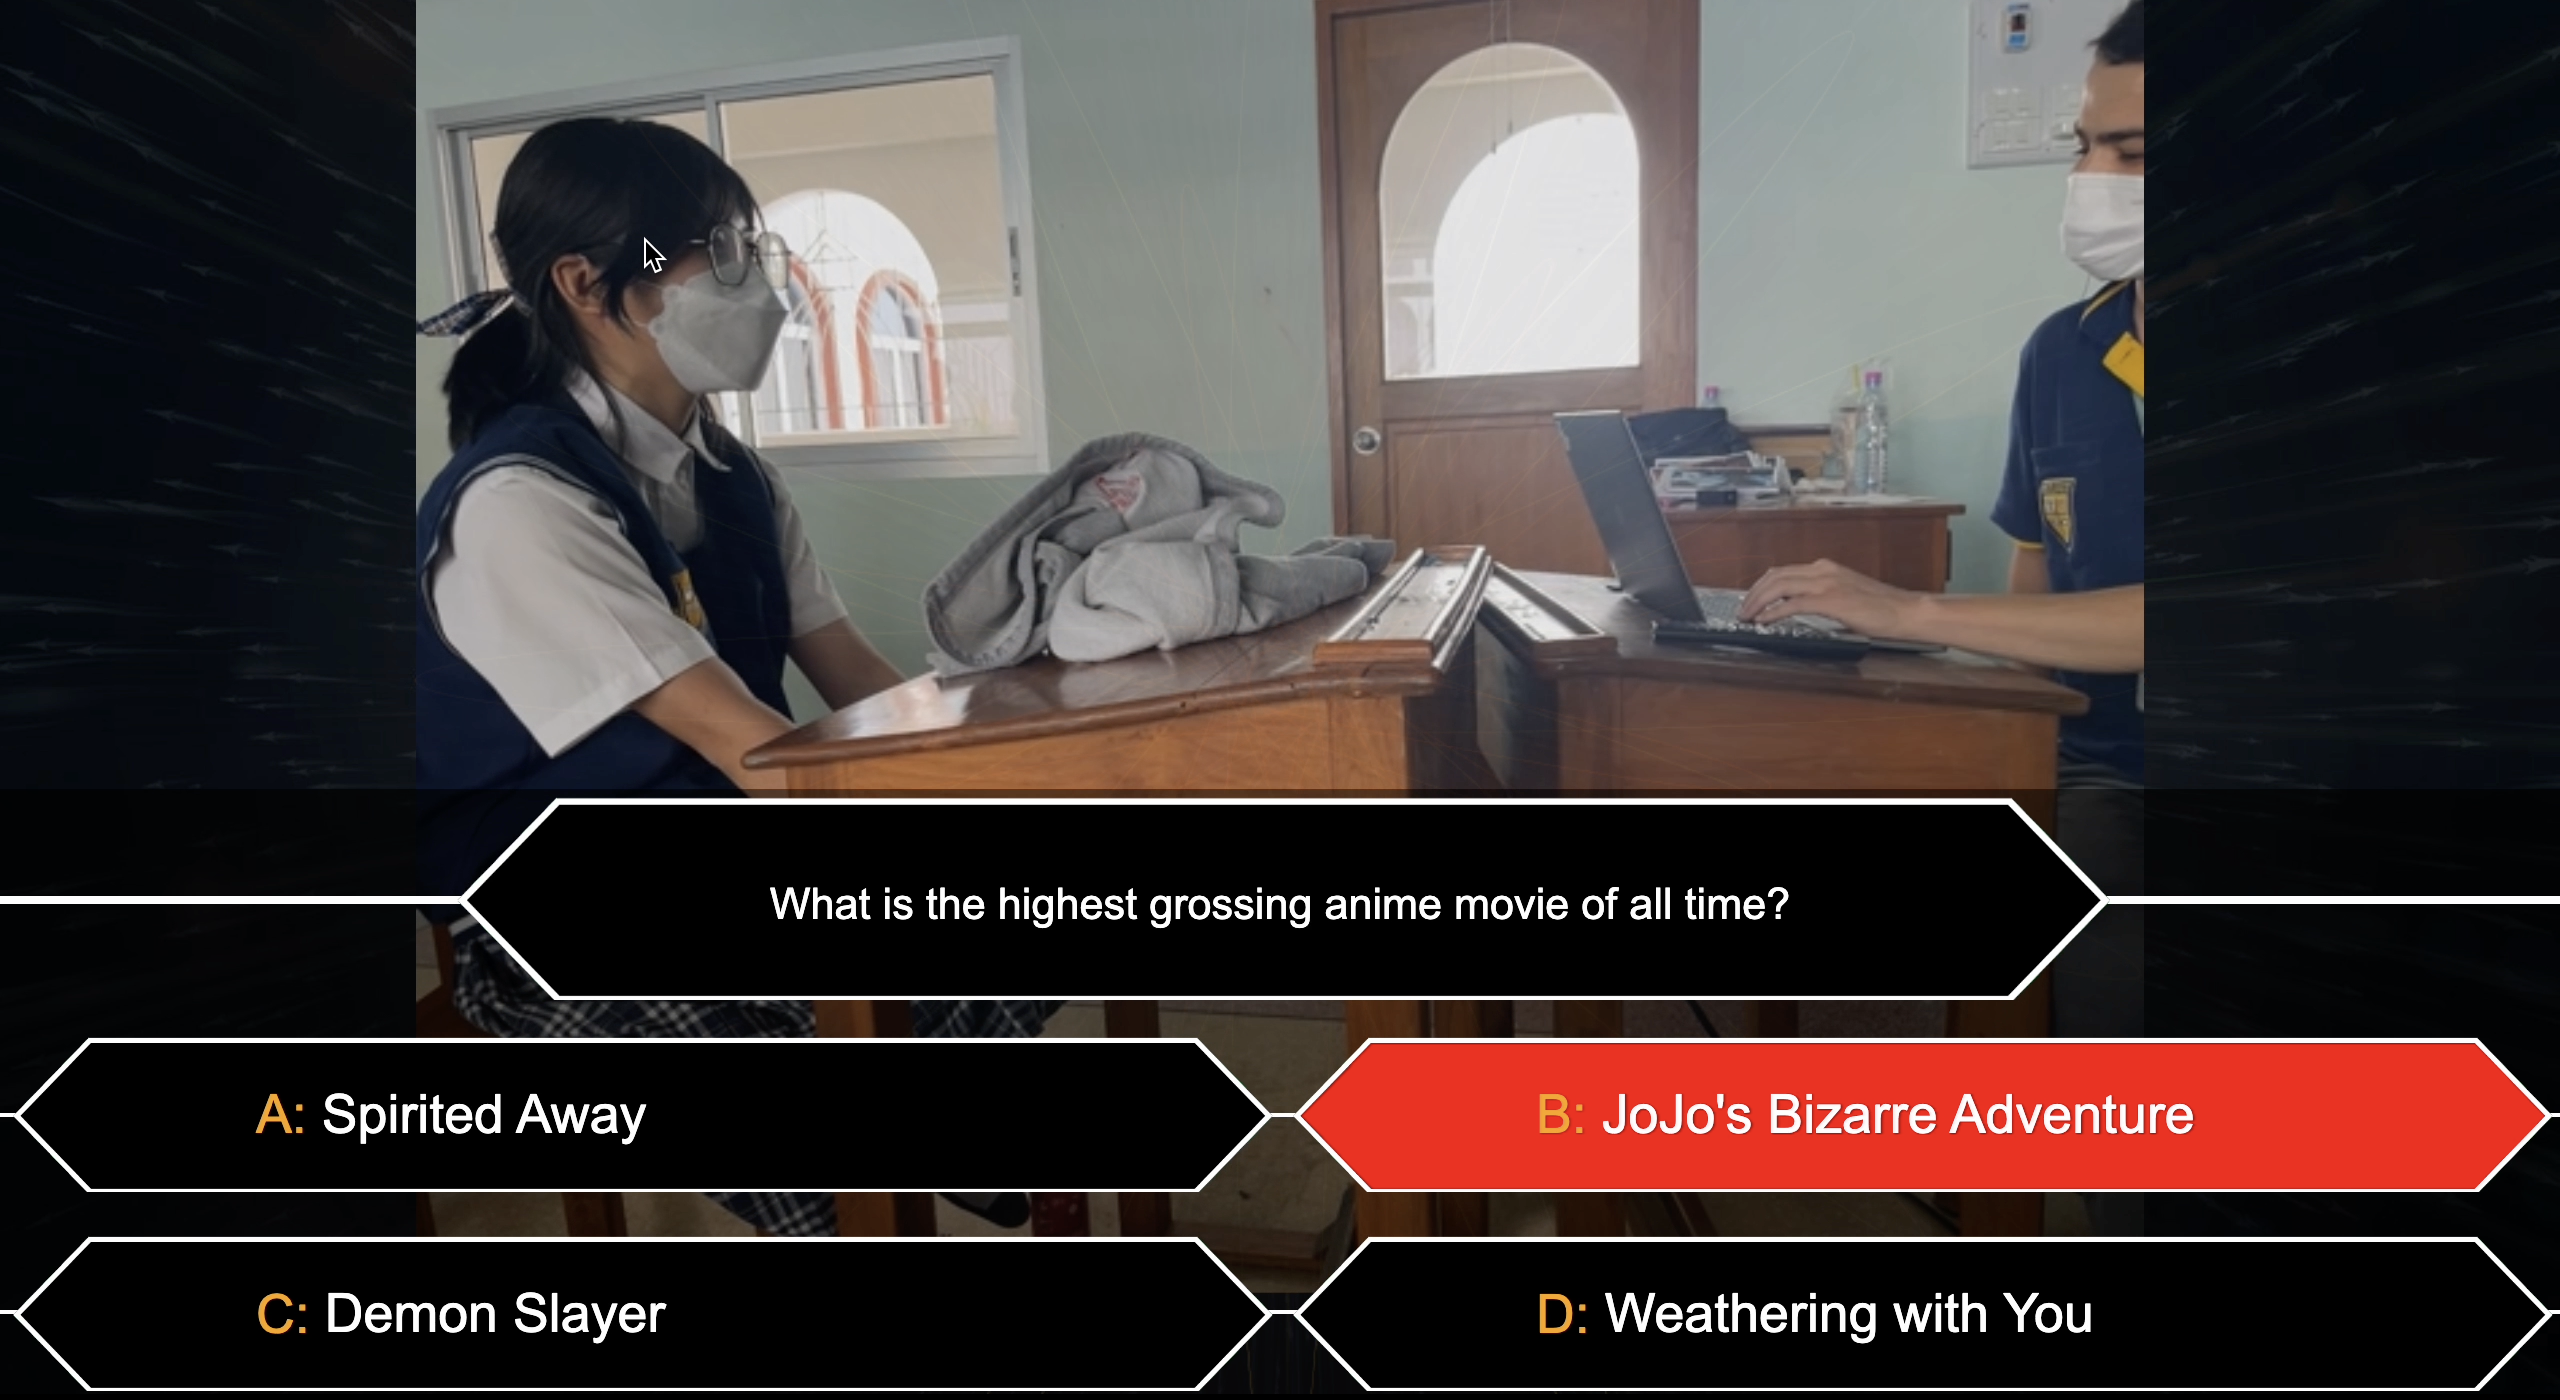 What is the highest grossing anime movie of all time?
A: Spirited Away
B: JoJo's Bizarre Adventure
C: Demon Slayer
D: Weathering with You